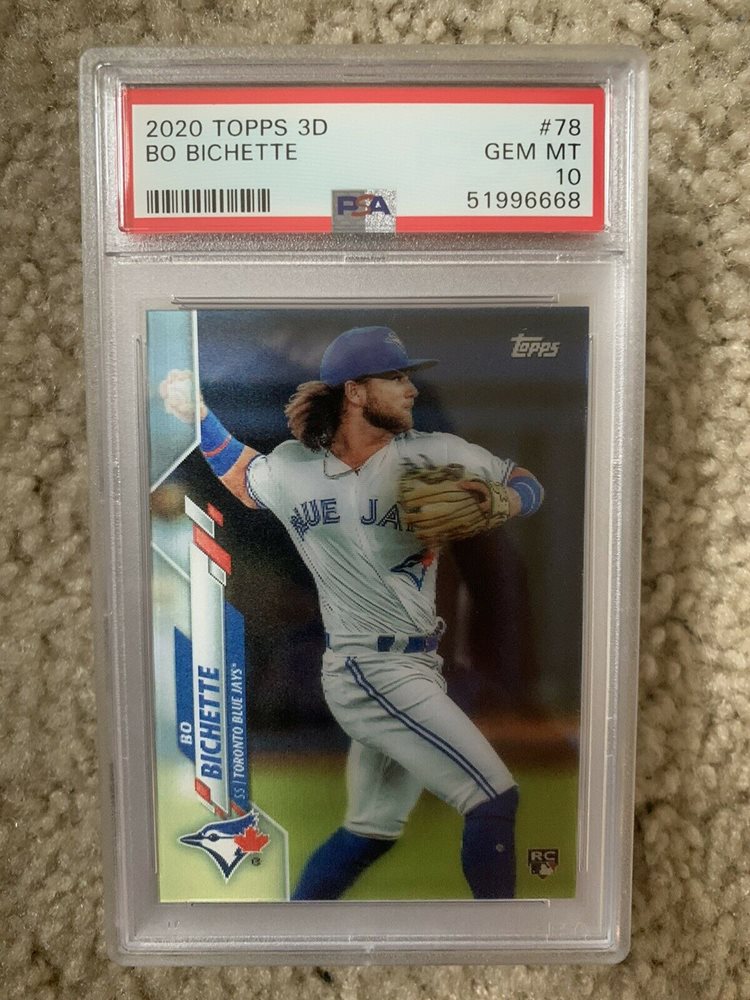 2020 TOPPS 3D #78
BO BICHETTE GEM MT
10
51996668
PSA
topps
BLUE JA
BO
BICHETTE
SS | TORONTO BLUE JAYS
RC